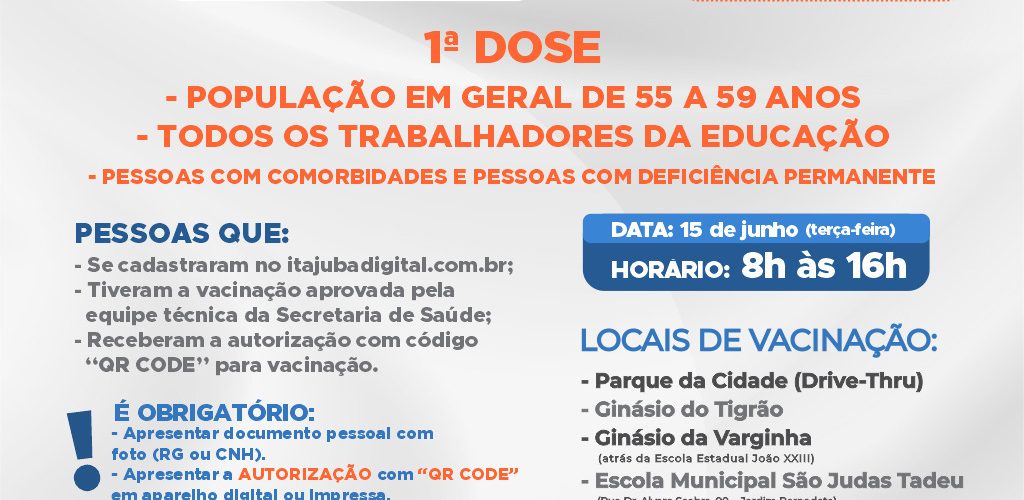 1ª DOSE
- POPULAÇÃO EM GERAL DE 55 A 59 ANOS
- TODOS OS TRABALHADORES DA EDUCAÇÃO
- PESSOAS COM COMORBIDADES E PESSOAS COM DEFICIÊNCIA PERMANENTE
PESSOAS QUE:
- Se cadastraram no itajubadigital.com.br;
- Tiveram a vacinação aprovada pela
equipe técnica da Secretaria de Saúde;
- Receberam a autorização com código
“QR CODE” para vacinação.
! É OBRIGATÓRIO:
- Apresentar documento pessoal com
foto (RG ou CNH).
- Apresentar a AUTORIZAÇÃO com “QR CODE”
em aparelho digital ou impressa.
DATA: 15 de junho (terça-feira)
HORÁRIO: 8h às 16h
LOCAIS DE VACINAÇÃO:
- Parque da Cidade (Drive-Thru)
- Ginásio do Tigrão
- Ginásio da Varginha
(atrás da Escola Estadual João XXIII)
- Escola Municipal São Judas Tadeu